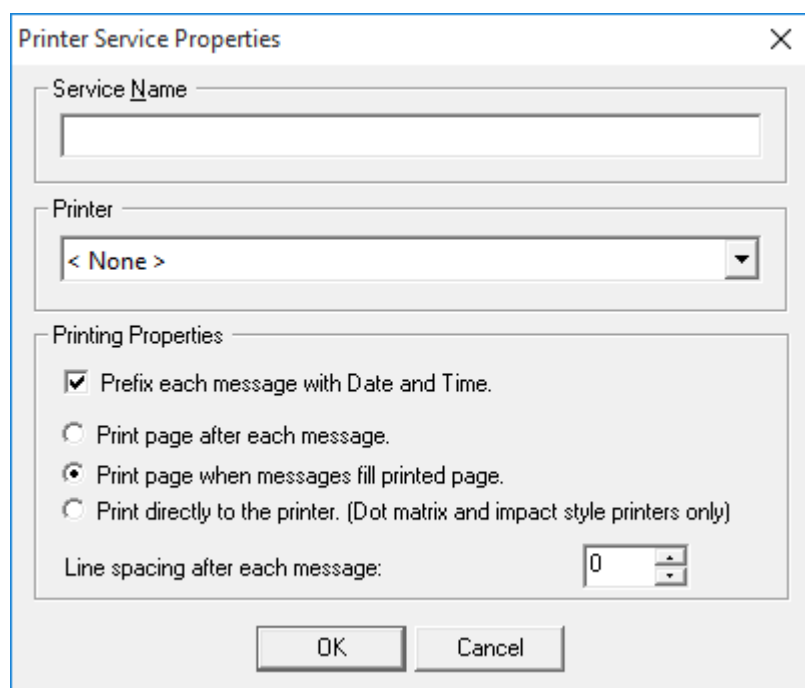 Printer Service Properties
Service Name
Printer
< None >
Printing Properties
Prefix each message with Date and Time.
Print page after each message.
Print page when messages fill printed page.
Print directly to the printer. (Dot matrix and impact style printers only)
Line spacing after each message: 0
OK Cancel